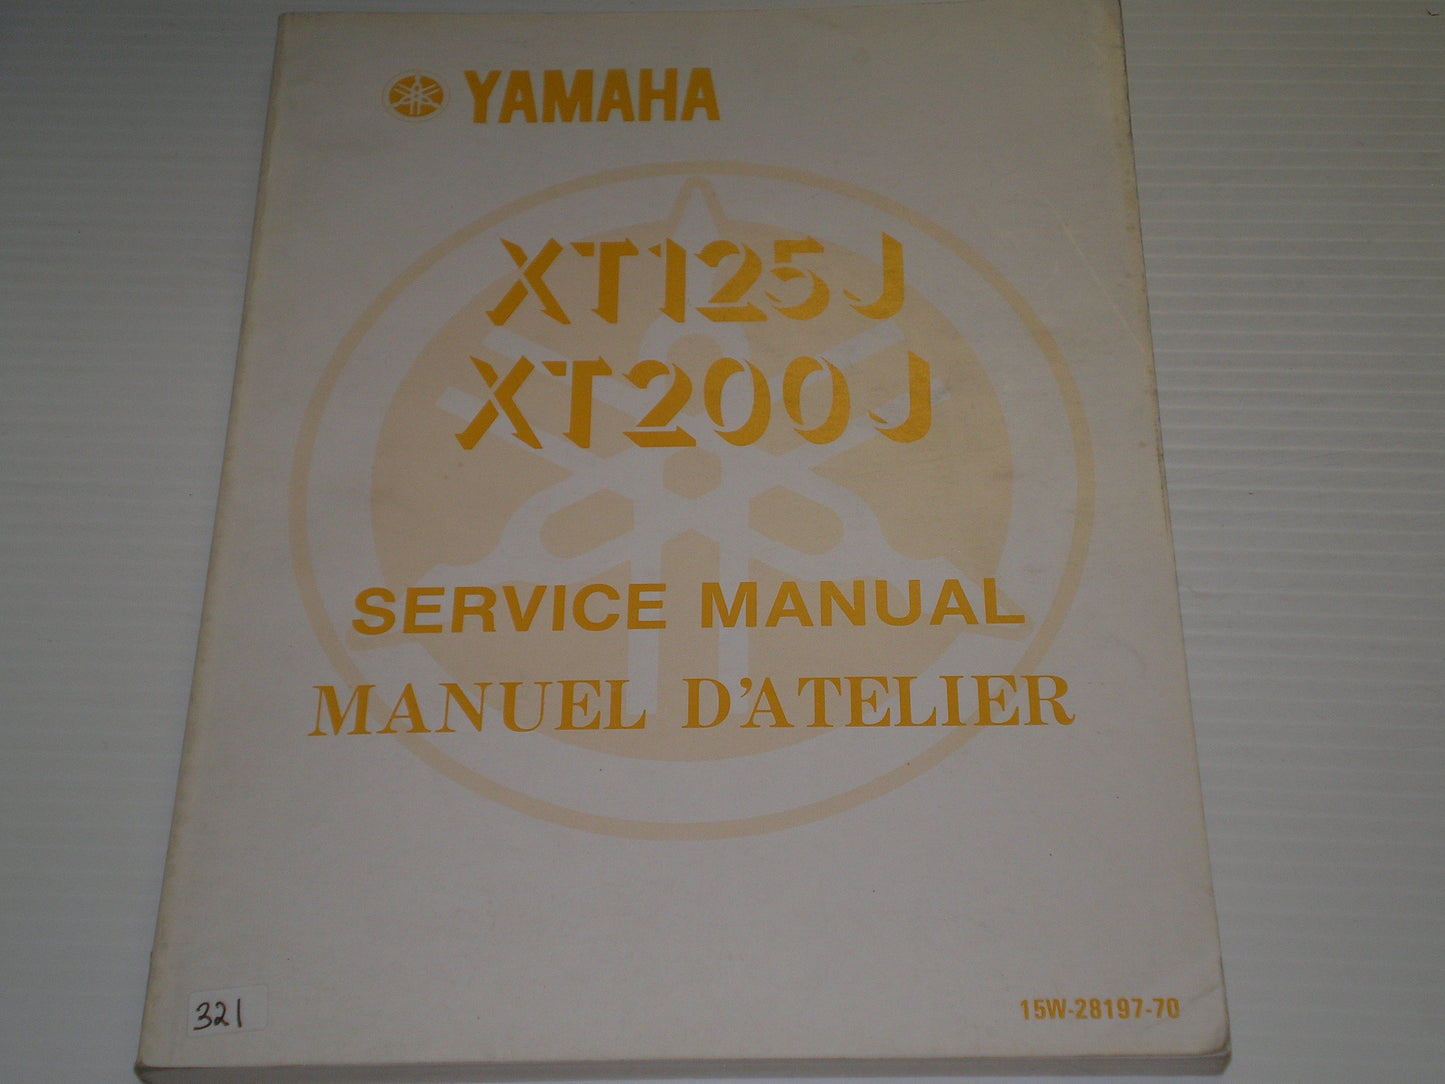 YAMAHA
XT125J
XT200J
SERVICE MANUAL
MANUEL D'ATELIER
321
15W-28197-70